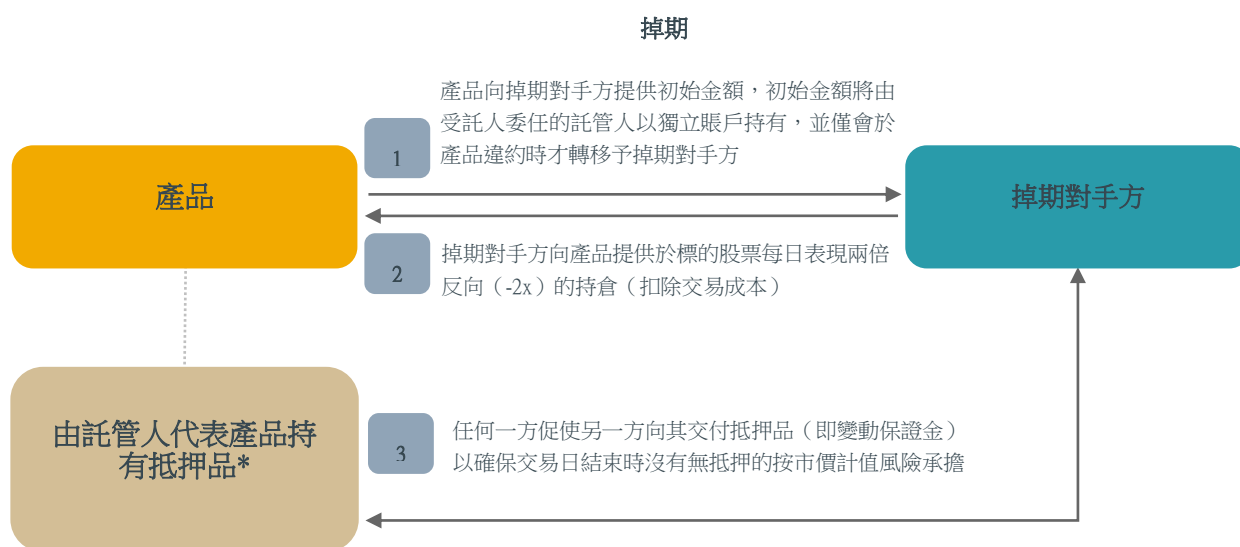 掉期
產品向掉期對手方提供初始金額，初始金額將由
受託人委任的託管人以獨立賬戶持有，並僅會於
產品違約時才轉移予掉期對手方
1
產品
掉期對手方
掉期對手方向產品提供於標的股票每日表現兩倍
反向（-2x）的持倉（扣除交易成本）
2
由託管人代表產品持
有抵押品*
任何一方促使另一方向其交付抵押品（即變動保證金）
以確保交易日結束時沒有無抵押的按市價計值風險承擔
3